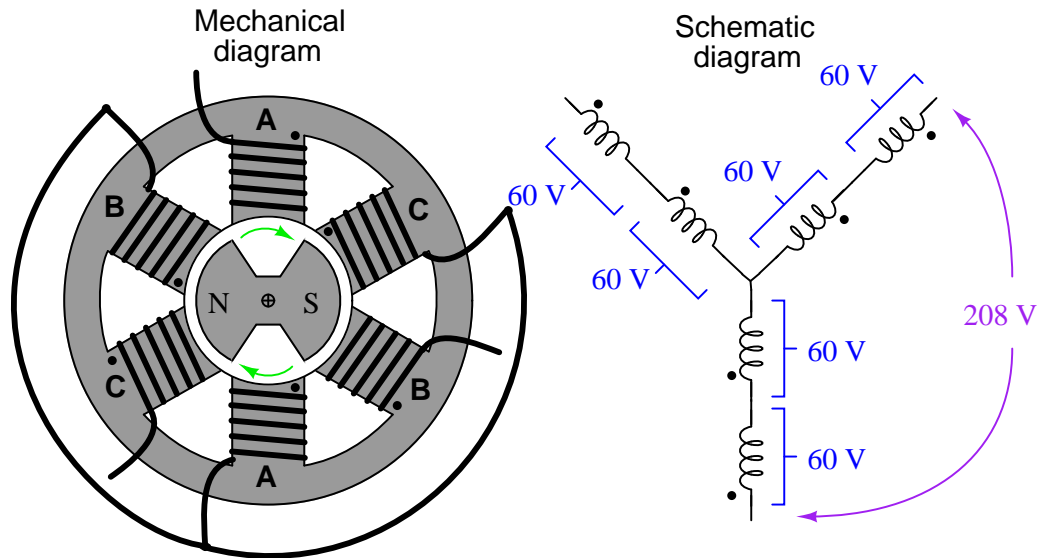 Mechanical
diagram
A
B
C
N
S
C
B
A
Schematic
diagram
60 V
60 V
60 V
60 V
208 V
60 V
60 V